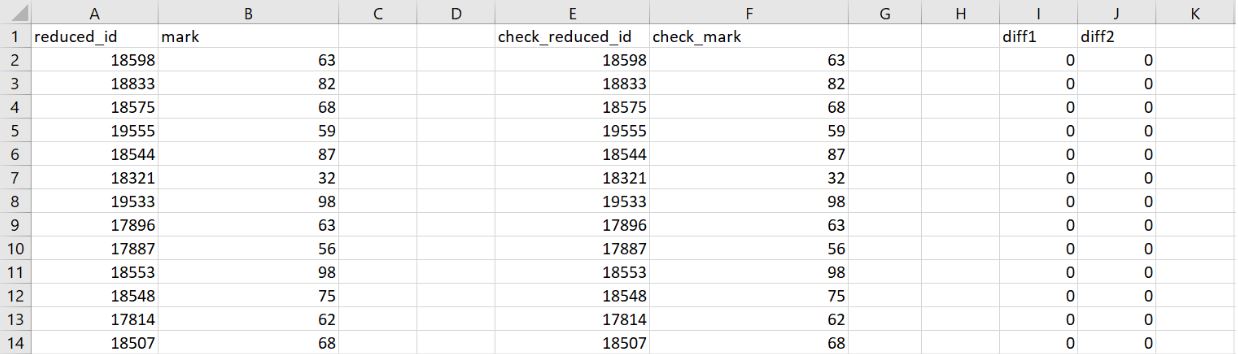 A B C D E F G H I J K
1 reduced_id mark check_reduced_id check_mark diff1 diff2
2 18598 63 18598 63 0 0
3 18833 82 18833 82 0 0
4 18575 68 18575 68 0 0
5 19555 59 19555 59 0 0
6 18544 87 18544 87 0 0
7 18321 32 18321 32 0 0
8 19533 98 19533 98 0 0
9 17896 63 17896 63 0 0
10 17887 56 17887 56 0 0
11 18553 98 18553 98 0 0
12 18548 75 18548 75 0 0
13 17814 62 17814 62 0 0
14 18507 68 18507 68 0 0